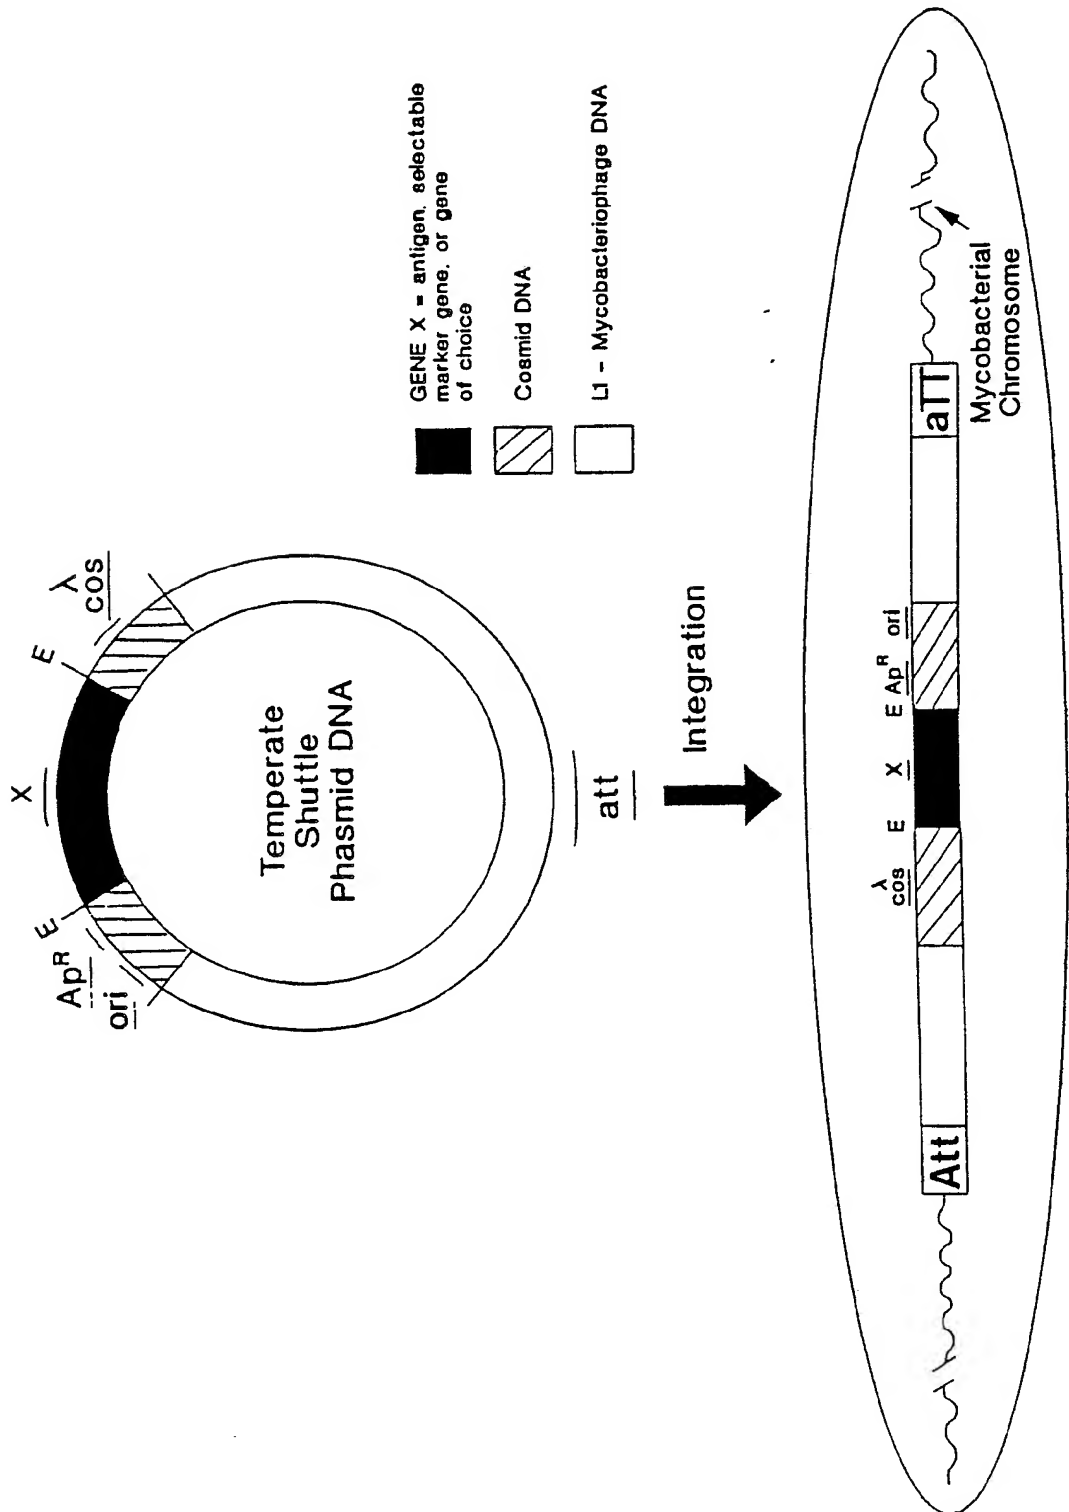 X
E
E
Ap^R
ori
λ
cos
Temperate
Shuttle
Phasmid DNA
att
GENE X = antigen, selectable
marker gene, or gene
of choice
Cosmid DNA
L1 - Mycobacteriophage DNA
Integration
λ
cos
E
X
E
Ap^R
ori
Att
aTT
Mycobacterial
Chromosome